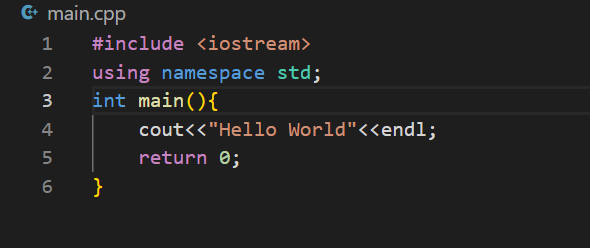 main.cpp
1 #include <iostream>
2 using namespace std;
3 int main(){
4     cout<<"Hello World"<<endl;
5     return 0;
6 }